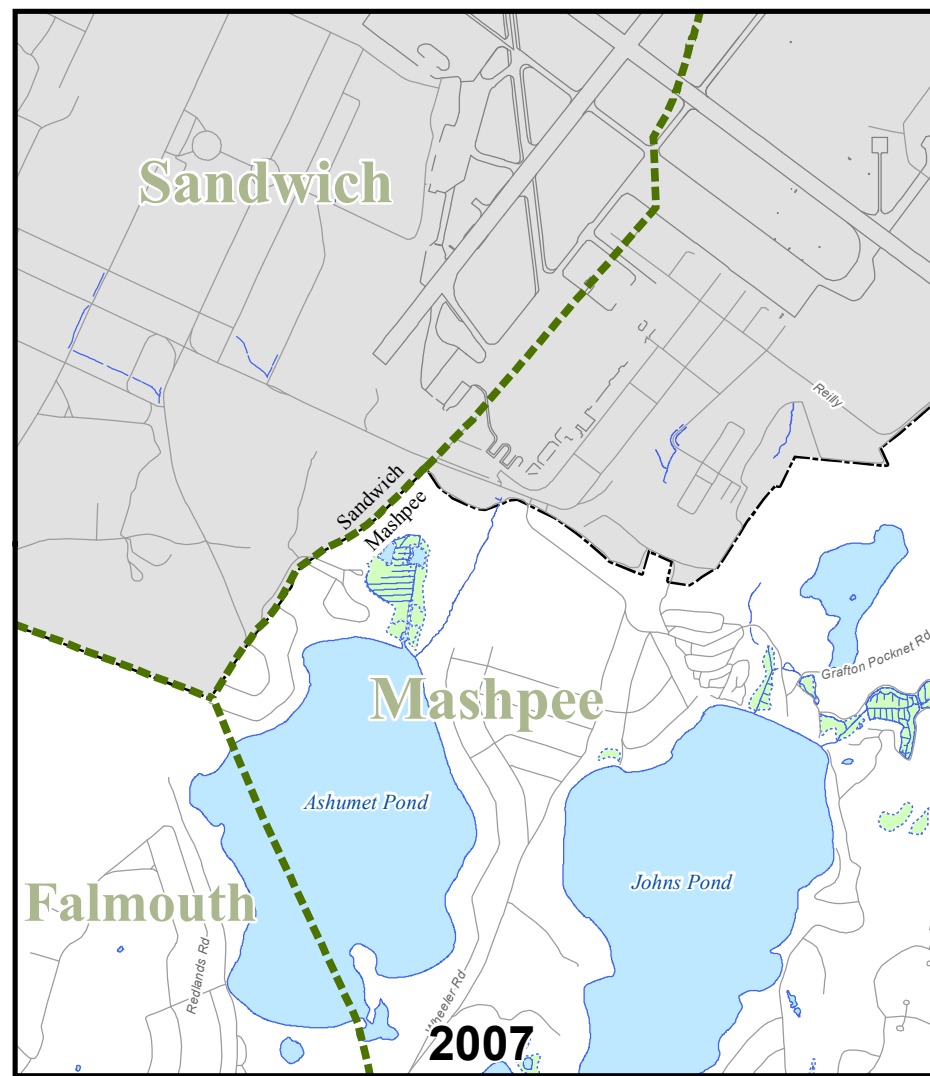 Sandwich
Reilly
Sandwich
Mashpee
Grafton Pocknet Rd
Mashpee
Ashumet Pond
Johns Pond
Falmouth
Redlands Rd
Wheeler Rd
2007